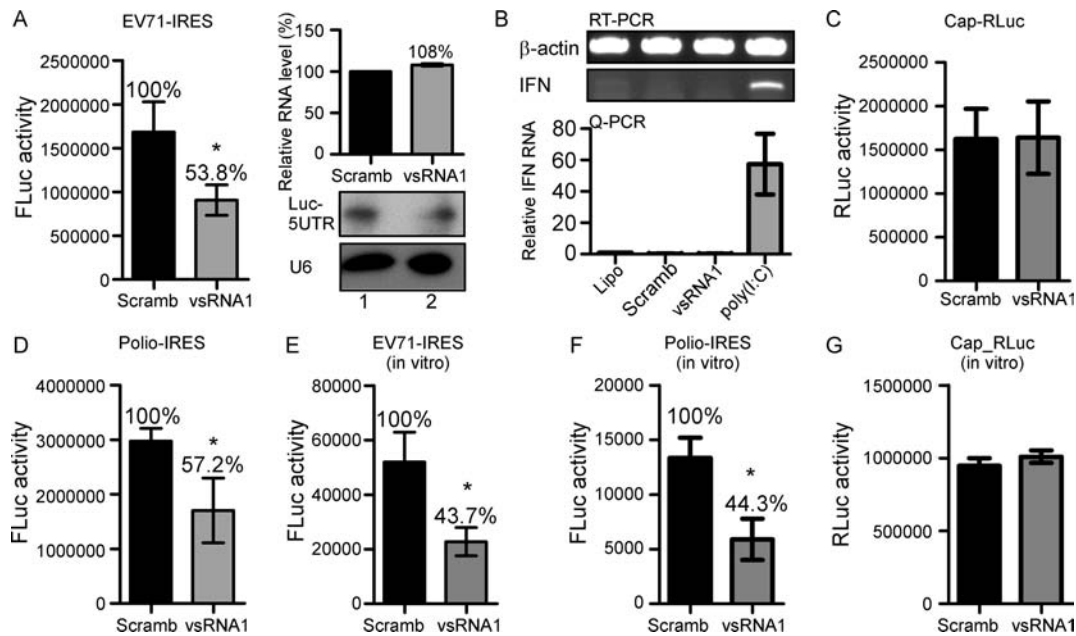 A
EV71-IRES
FLuc activity
2500000
2000000
1500000
1000000
500000
0
100%
*
53.8%
Scramb vsRNA1
Relative RNA level (%)
150
100
50
0
108%
Scramb vsRNA1
Luc-
5UTR
U6
1 2
B
RT-PCR
β-actin
IFN
Q-PCR
Relative IFN RNA
80
60
40
20
0
Lipo
Scramb
vsRNA1
poly(I:C)
C
Cap-RLuc
RLuc activity
2500000
2000000
1500000
1000000
500000
0
Scramb vsRNA1
D
Polio-IRES
FLuc activity
4000000
3000000
2000000
1000000
0
100%
*
57.2%
Scramb vsRNA1
E
EV71-IRES
(in vitro)
FLuc activity
80000
60000
40000
20000
0
100%
*
43.7%
Scramb vsRNA1
F
Polio-IRES
(in vitro)
FLuc activity
20000
15000
10000
5000
0
100%
*
44.3%
Scramb vsRNA1
G
Cap_RLuc
(in vitro)
RLuc activity
1500000
1000000
500000
0
Scramb vsRNA1